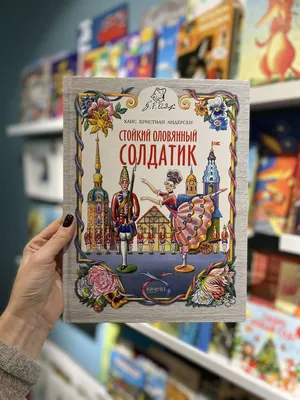 ХАНС КРИСТИАН АНДЕРСЕН
СТОЙКИЙ ОЛОВЯННЫЙ
СОЛДАТИК